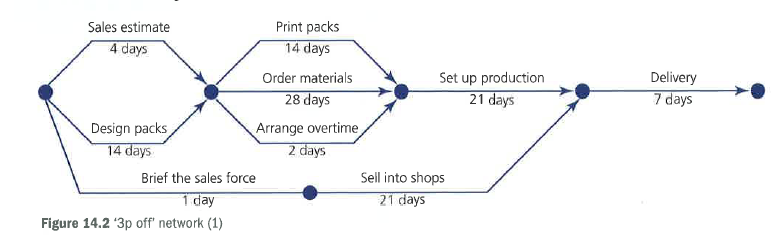 Sales estimate
4 days
Print packs
14 days
Order materials
28 days
Set up production
21 days
Delivery
7 days
Design packs
14 days
Arrange overtime
2 days
Brief the sales force
1 day
Sell into shops
21 days
Figure 14.2 '3p off' network (1)